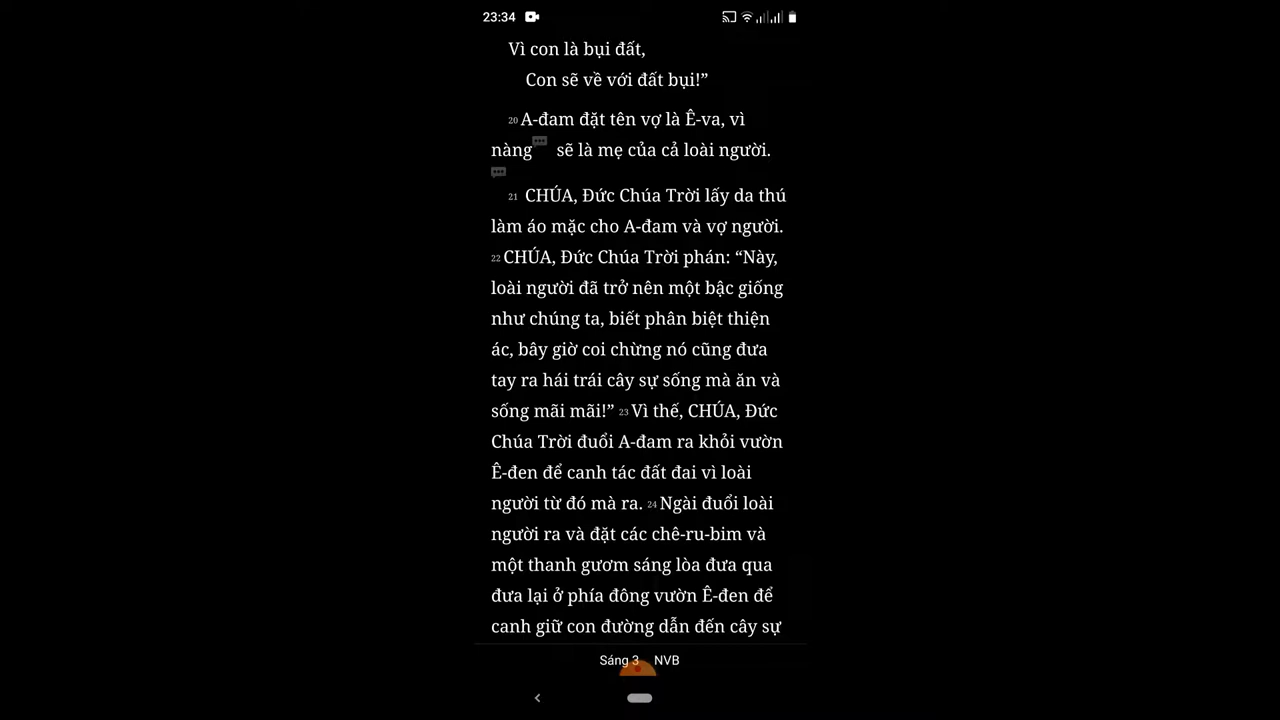 23:34
Vì con là bụi đất,
Con sẽ về với đất bụi!”
20 A-đam đặt tên vợ là Ê-va, vì
nàng sẽ là mẹ của cả loài người.
21 CHÚA, Đức Chúa Trời lấy da thú
làm áo mặc cho A-đam và vợ người.
22 CHÚA, Đức Chúa Trời phán: “Này,
loài người đã trở nên một bậc giống
như chúng ta, biết phân biệt thiện
ác, bây giờ coi chừng nó cũng đưa
tay ra hái trái cây sự sống mà ăn và
sống mãi mãi!” 23 Vì thế, CHÚA, Đức
Chúa Trời đuổi A-đam ra khỏi vườn
Ê-đen để canh tác đất đai vì loài
người từ đó mà ra. 24 Ngài đuổi loài
người ra và đặt các chê-ru-bim và
một thanh gươm sáng lòa đưa qua
đưa lại ở phía đông vườn Ê-đen để
canh giữ con đường dẫn đến cây sự
Sáng 3 NVB